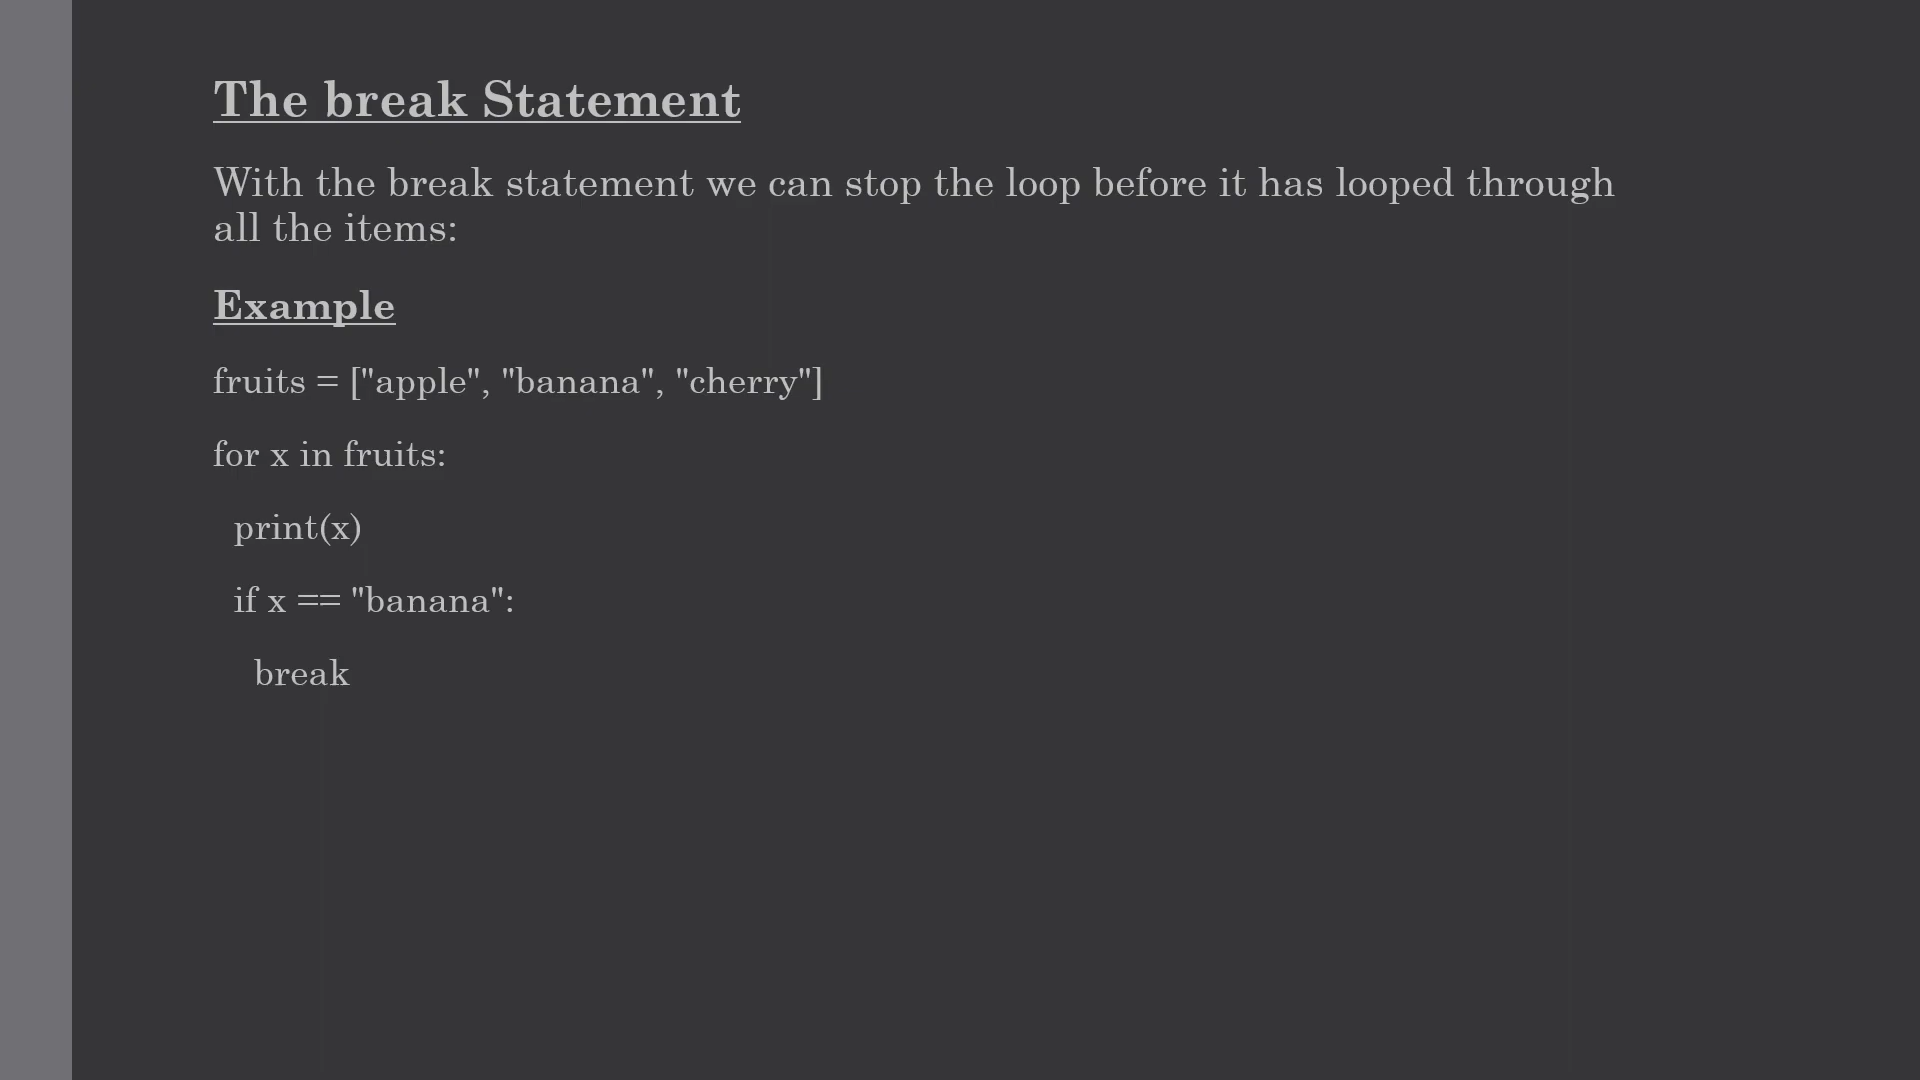 The break Statement
With the break statement we can stop the loop before it has looped through
all the items:
Example
fruits = ["apple", "banana", "cherry"]
for x in fruits:
  print(x)
  if x == "banana":
    break